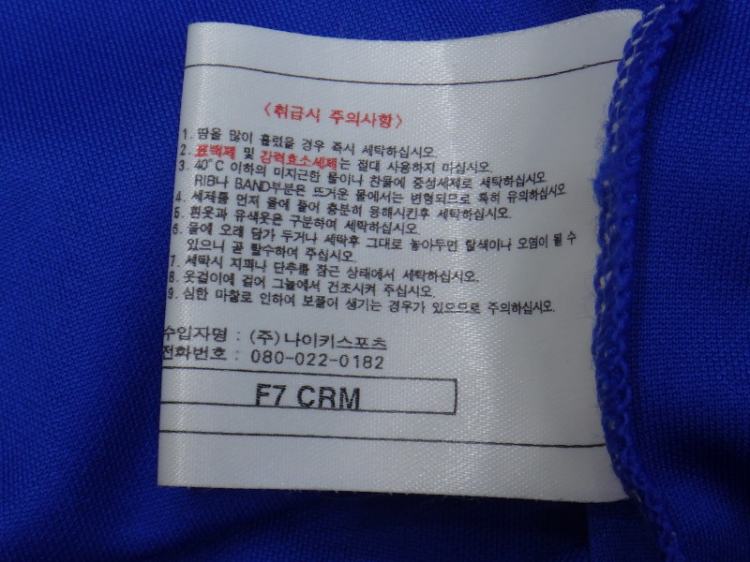 <취급시 주의사항>
1. 땀을 많이 흘렸을 경우 즉시 세탁하십시오.
2. 표백제 및 강력효소세제는 절대 사용하지 마십시오.
3. 40°C 이하의 미지근한 물이나 찬물에 중성세제로 세탁하십시오
RIB나 BAND부분은 뜨거운 물에서는 변형되므로 특히 유의하십시오
4. 세제를 먼저 물에 풀어 충분히 용해시킨후 세탁하십시오.
5. 흰옷과 유색옷은 구분하여 세탁하십시오.
6. 물에 오래 담가 두거나 세탁후 그대로 놓아두면 탈색이나 오염이 될 수
있으니 곧 탈수하여 주십시오.
7. 세탁시 지퍼나 단추를 잠근 상태에서 세탁하십시오.
8. 옷걸이에 걸어 그늘에서 건조시켜 주십시오.
9. 심한 마찰로 인하여 보풀이 생기는 경우가 있으므로 주의하십시오.
수입자명 : (주)나이키스포츠
전화번호 : 080-022-0182
F7 CRM